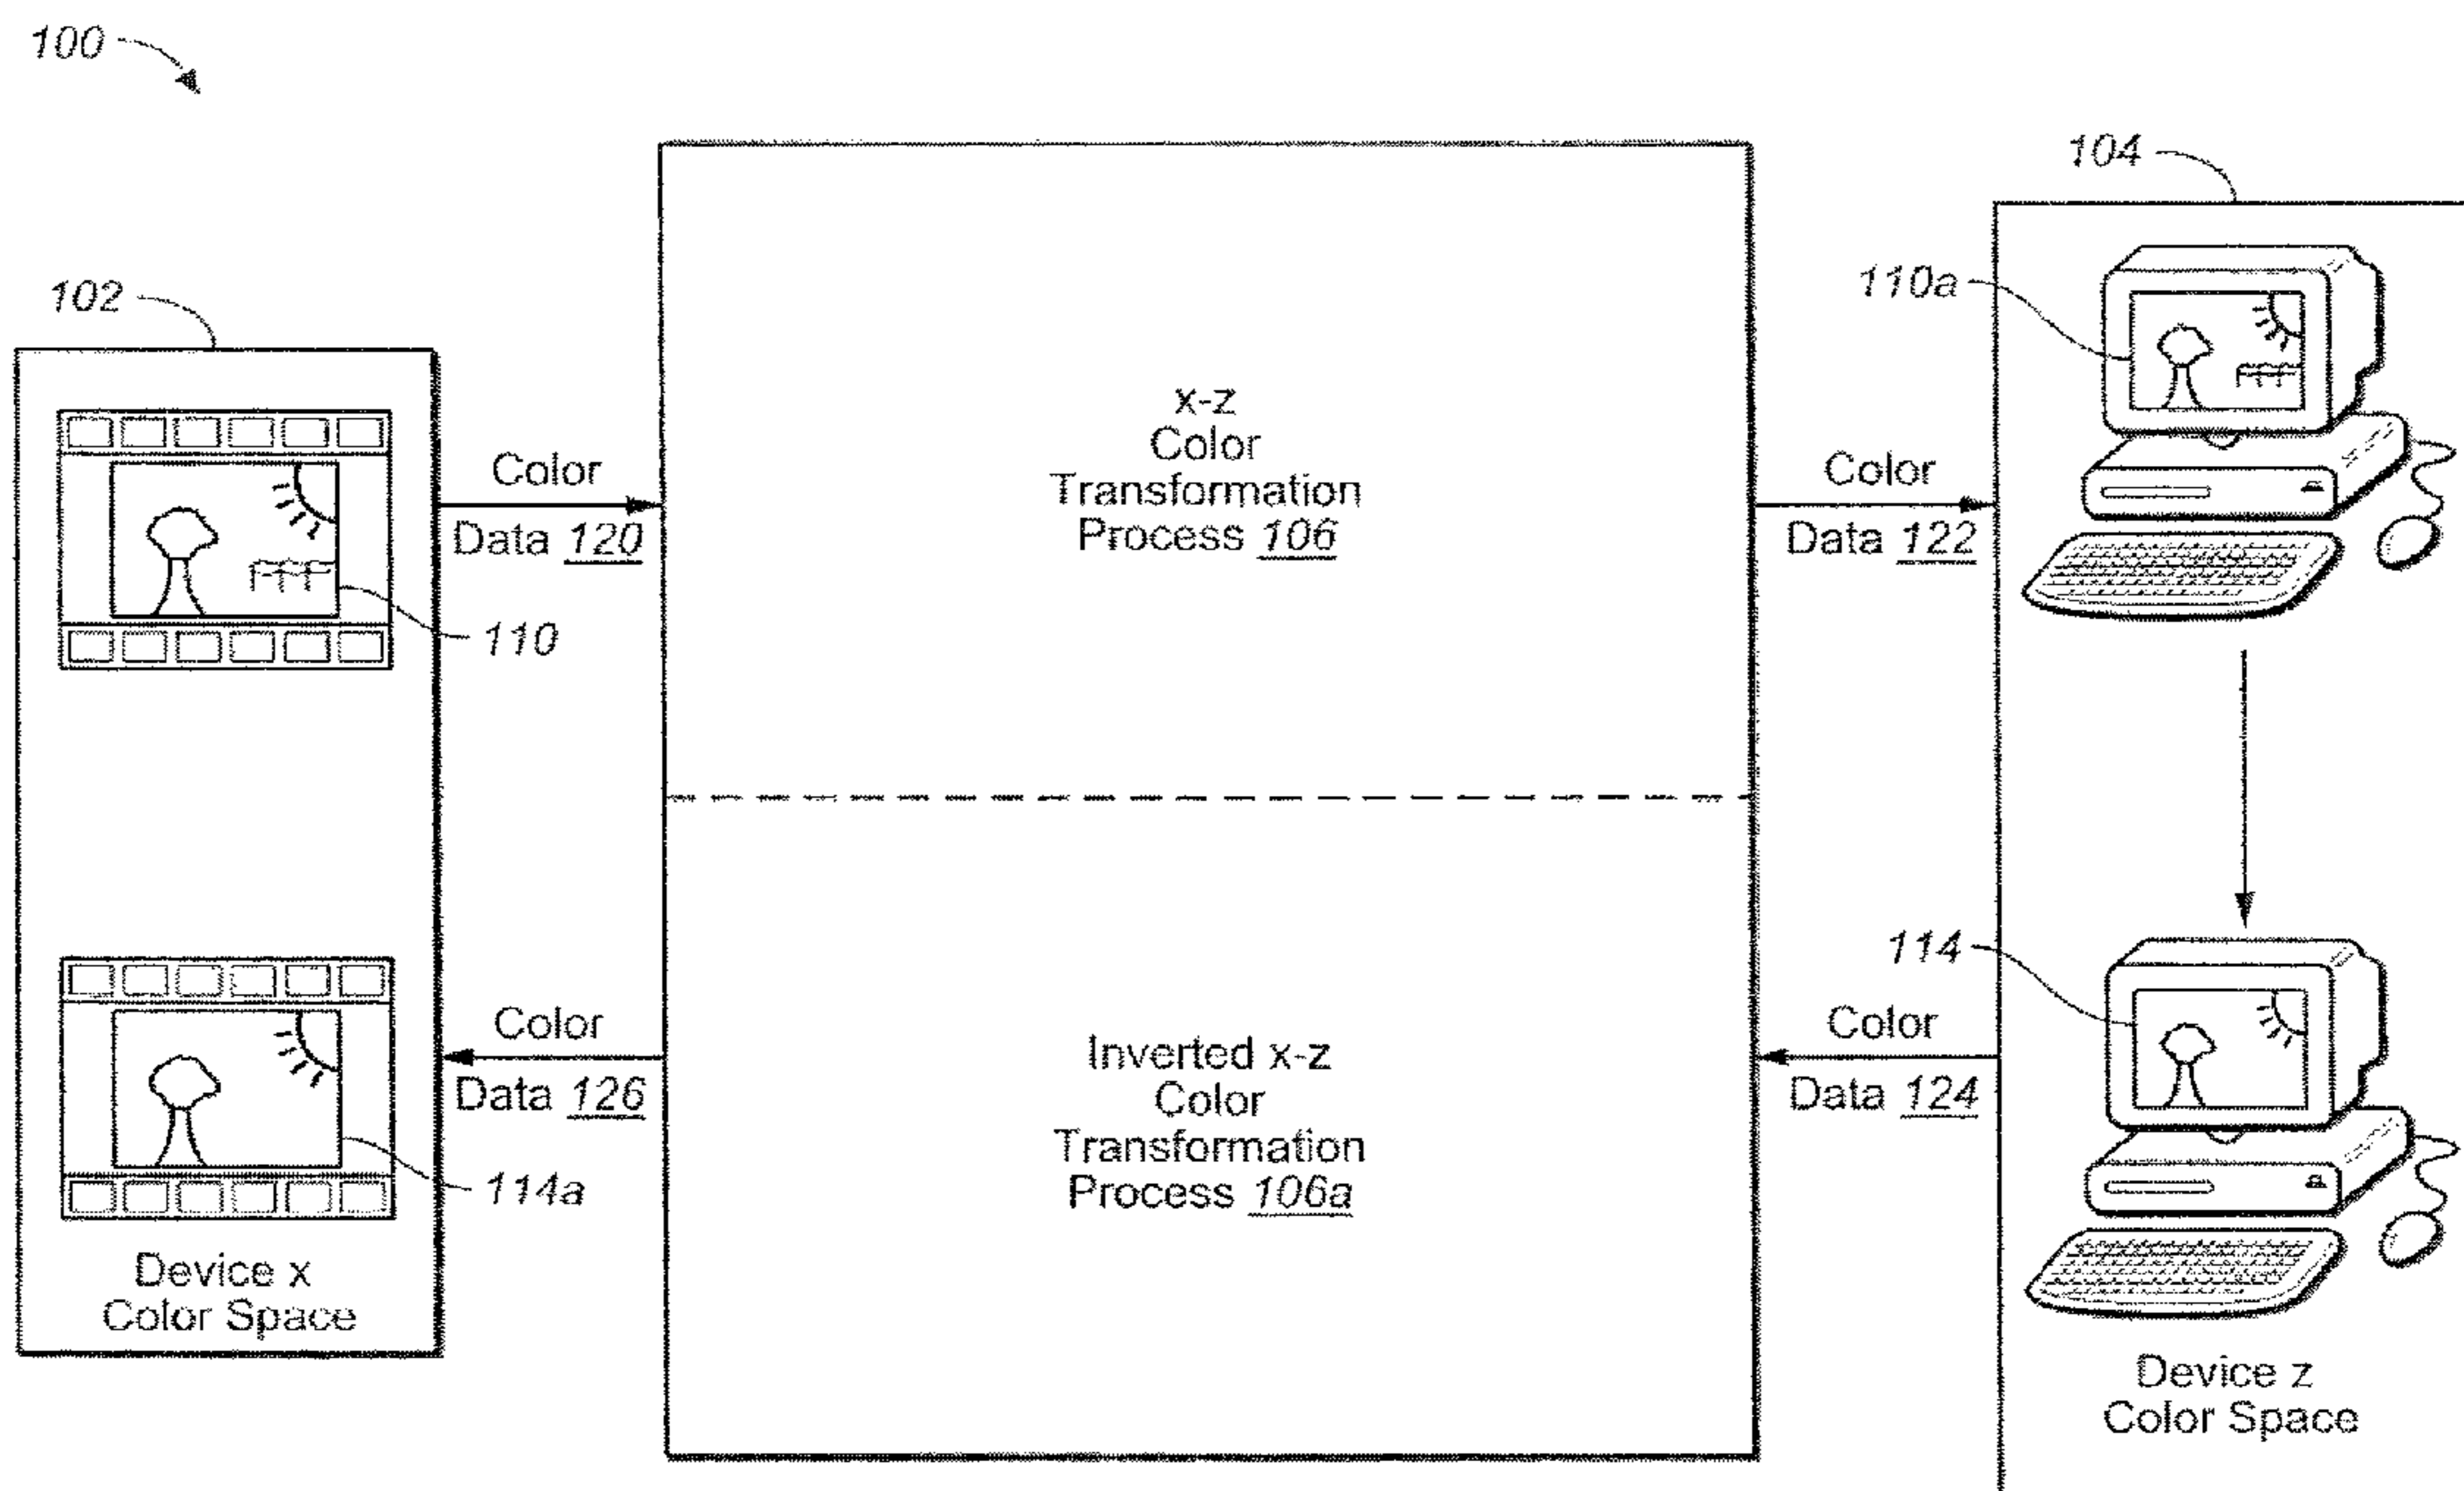 100
104
102
110a
x-z
Color
Transformation
Process 106
Color
Data 120
Color
Data 122
110
114
Inverted x-z
Color
Transformation
Process 106a
Color
Data 126
Color
Data 124
114a
Device x
Color Space
Device z
Color Space